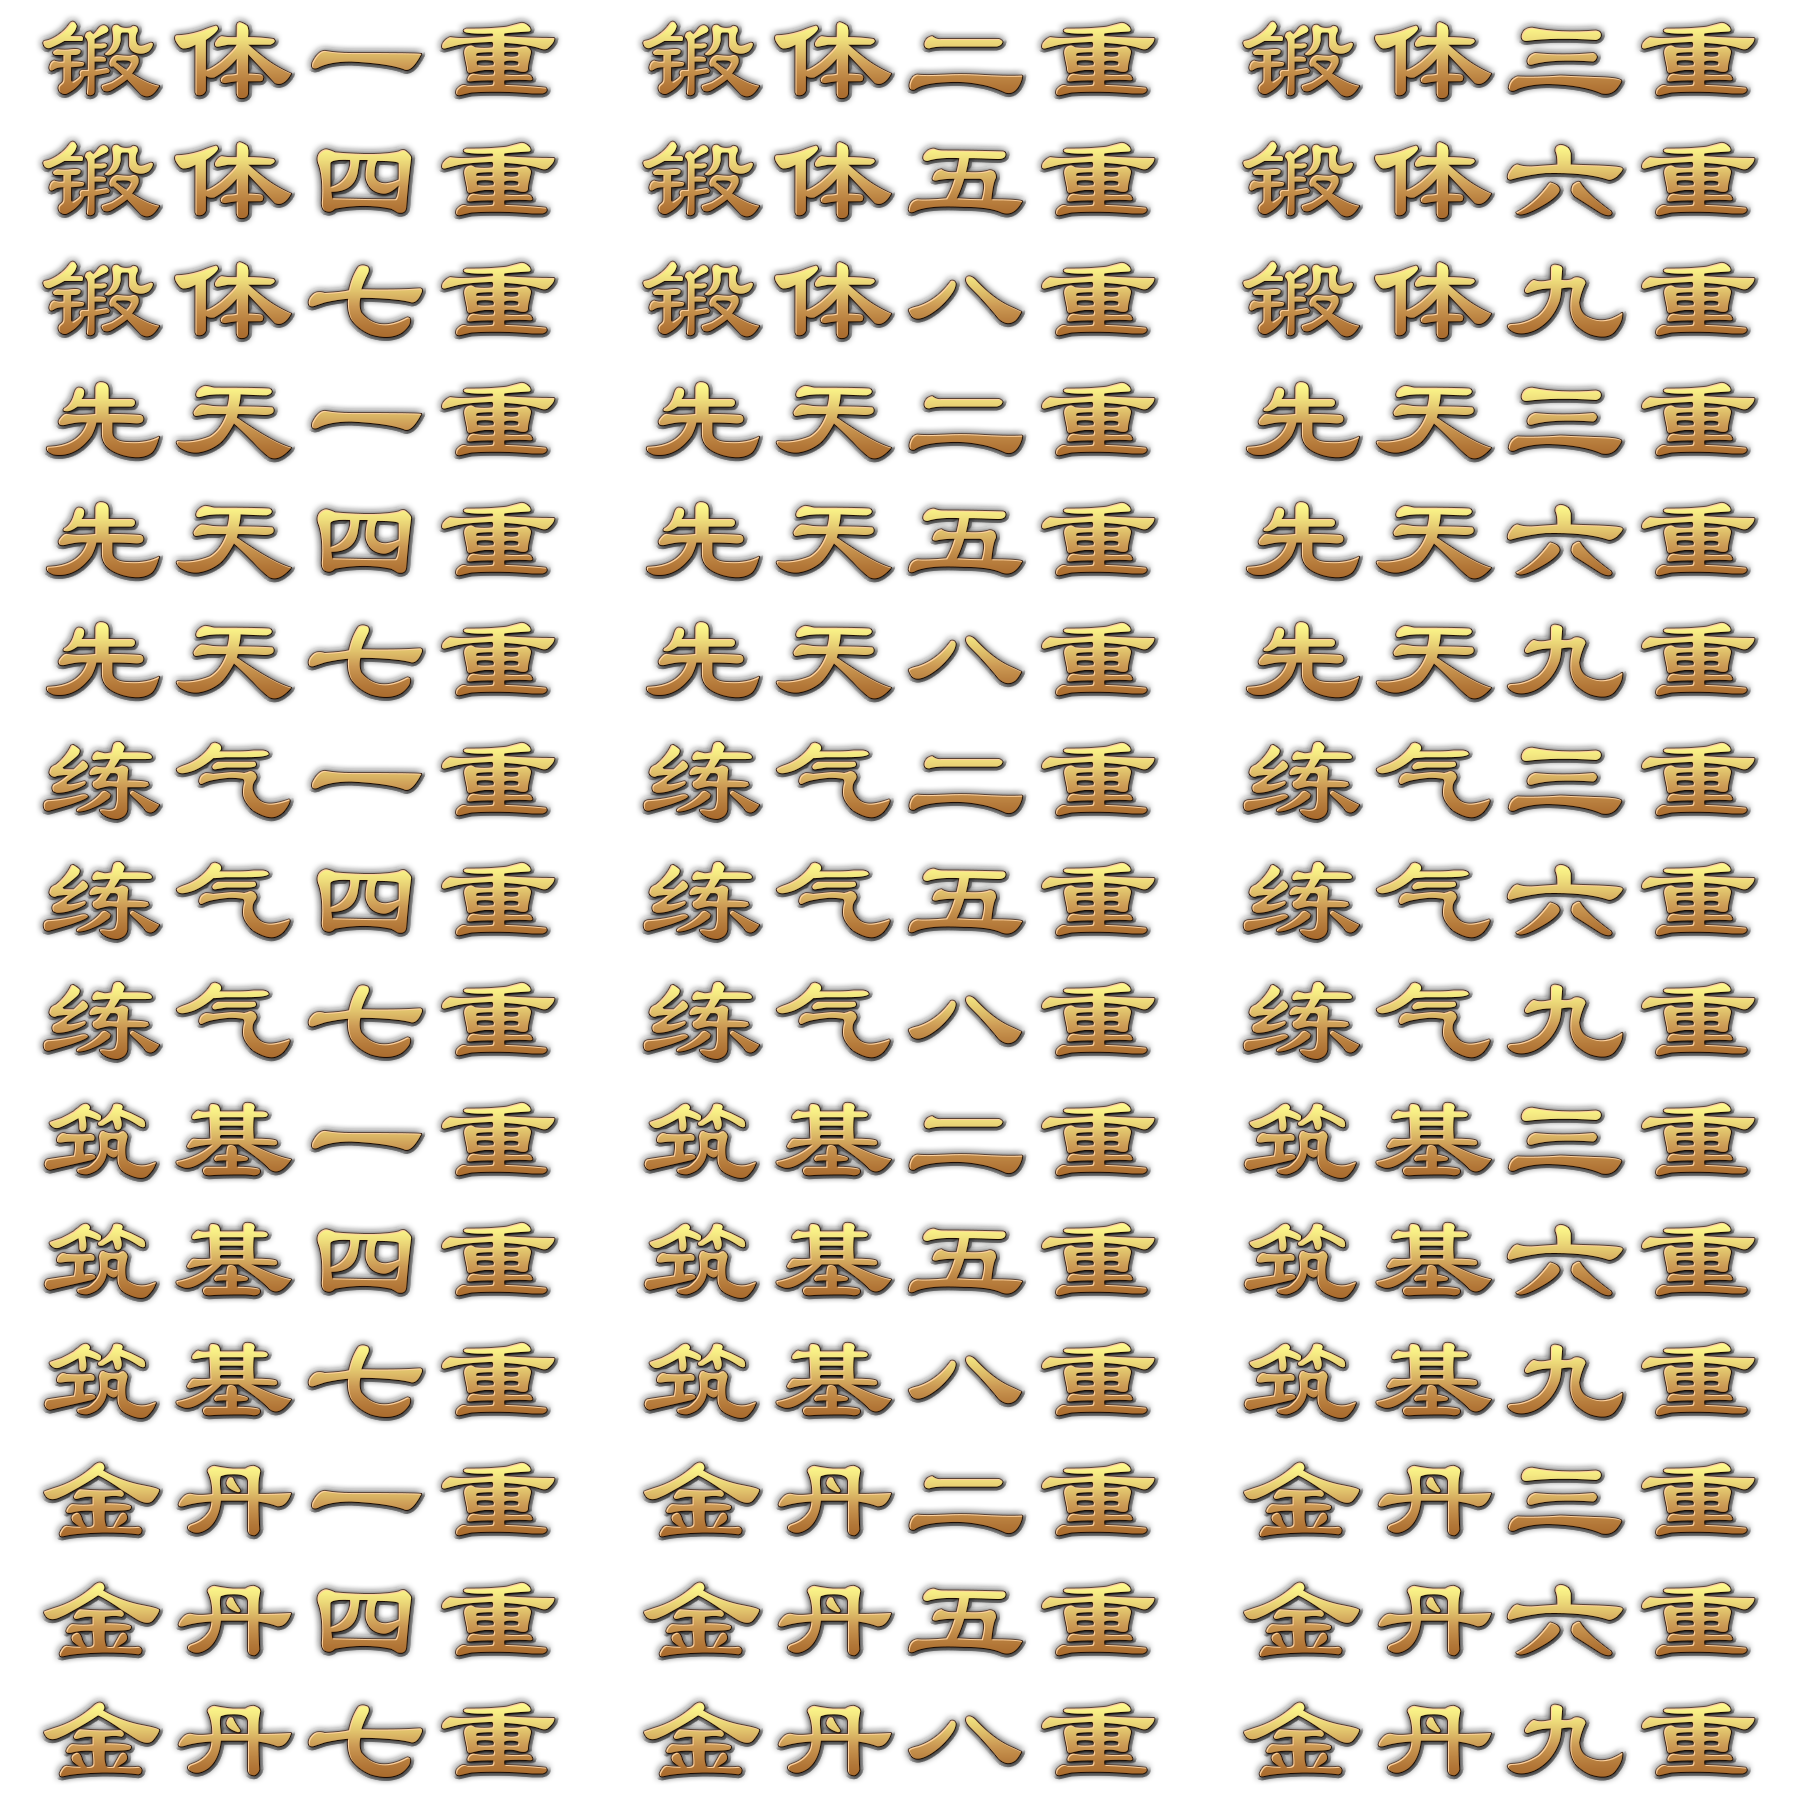 锻体一重 锻体二重 锻体三重
锻体四重 锻体五重 锻体六重
锻体七重 锻体八重 锻体九重
先天一重 先天二重 先天三重
先天四重 先天五重 先天六重
先天七重 先天八重 先天九重
练气一重 练气二重 练气三重
练气四重 练气五重 练气六重
练气七重 练气八重 练气九重
筑基一重 筑基二重 筑基三重
筑基四重 筑基五重 筑基六重
筑基七重 筑基八重 筑基九重
金丹一重 金丹二重 金丹三重
金丹四重 金丹五重 金丹六重
金丹七重 金丹八重 金丹九重